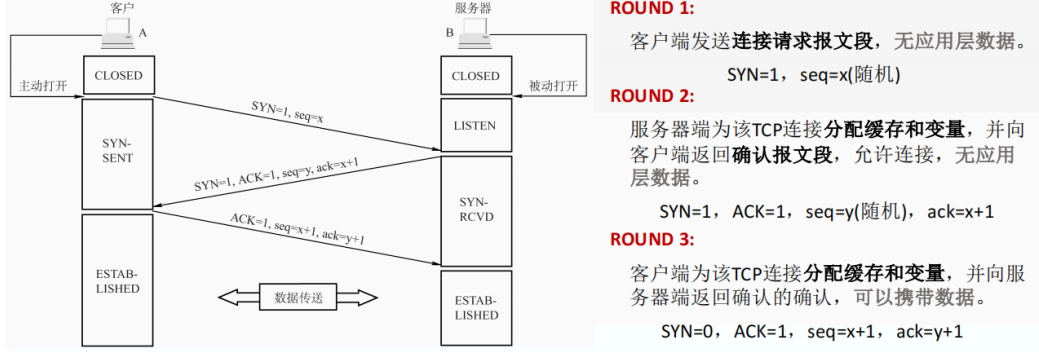 客户
服务器
A
B
CLOSED
CLOSED
主动打开
被动打开
SYN=1, seq=x
LISTEN
SYN-
SENT
SYN=1, ACK=1, seq=y, ack=x+1
SYN-
RCVD
ACK=1, seq=x+1, ack=y+1
ESTAB-
LISHED
数据传送
ESTAB-
LISHED
ROUND 1:
客户端发送连接请求报文段，无应用层数据。
SYN=1，seq=x(随机)
ROUND 2:
服务器端为该TCP连接分配缓存和变量，并向
客户端返回确认报文段，允许连接，无应用
层数据。
SYN=1，ACK=1，seq=y(随机)，ack=x+1
ROUND 3:
客户端为该TCP连接分配缓存和变量，并向服
务器端返回确认的确认，可以携带数据。
SYN=0，ACK=1，seq=x+1，ack=y+1